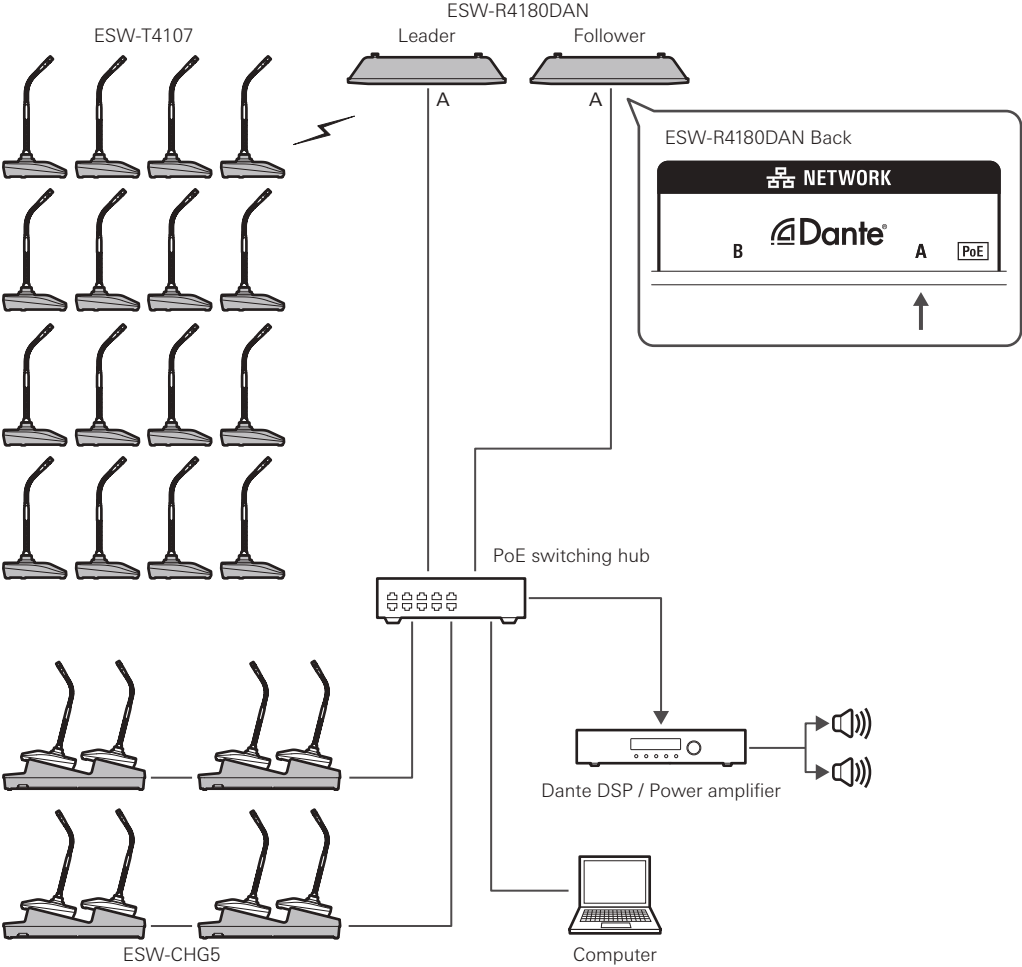 ESW-R4180DAN
ESW-T4107
Leader
Follower
A
A
ESW-R4180DAN Back
NETWORK
Dante®
B
A
PoE
PoE switching hub
Dante DSP / Power amplifier
ESW-CHG5
Computer